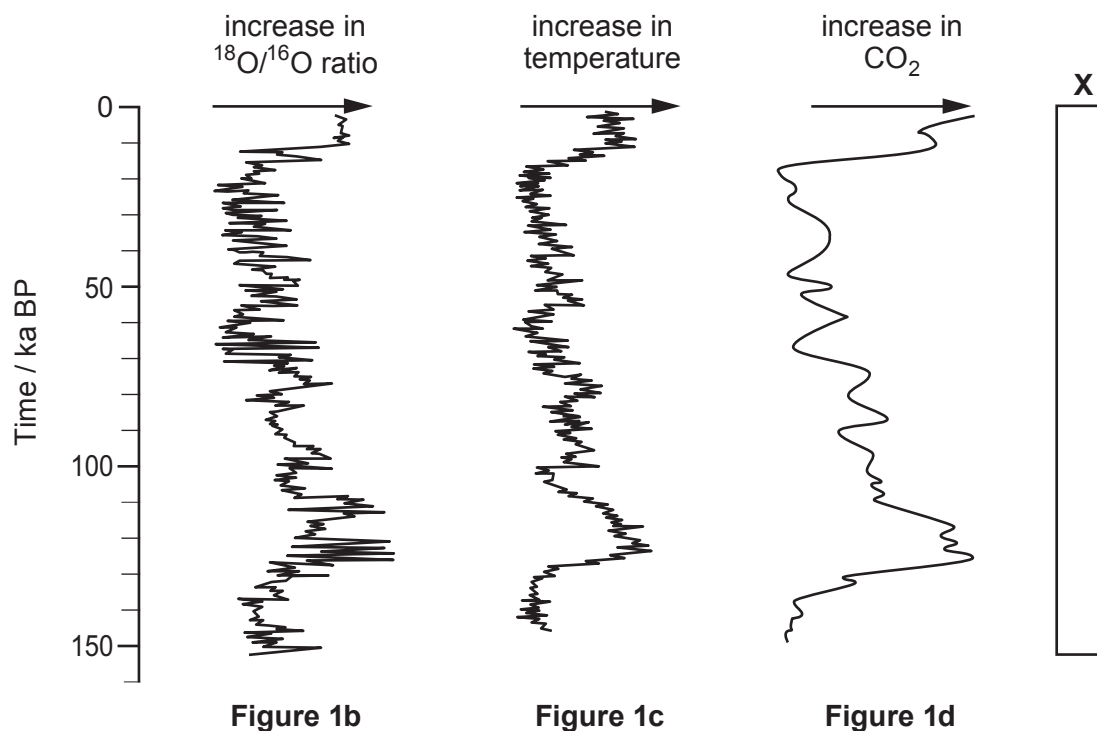 increase in
¹⁸O/¹⁶O ratio
increase in
temperature
increase in
CO₂
X
0
50
100
150
Time / ka BP
Figure 1b
Figure 1c
Figure 1d